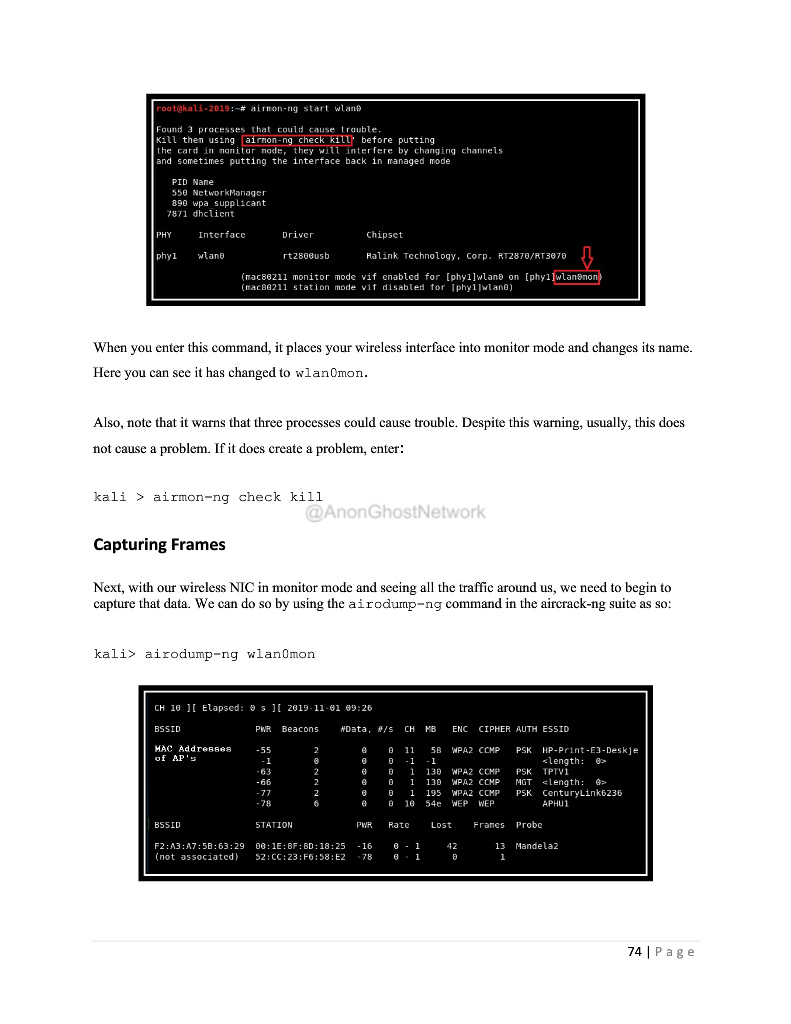 root@kali-2019:~# airmon-ng start wlan0
Found 3 processes that could cause trouble.
Kill them using 'airmon-ng check kill' before putting
the card in monitor mode, they will interfere by changing channels
and sometimes putting the interface back in managed mode
PID Name
550 NetworkManager
890 wpa_supplicant
7871 dhclient
PHY Interface Driver Chipset
phy1 wlan0 rt2800usb Ralink Technology, Corp. RT2870/RT3070
(mac80211 monitor mode vif enabled for [phy1]wlan0 on [phy1]wlan0mon)
(mac80211 station mode vif disabled for [phy1]wlan0)
When you enter this command, it places your wireless interface into monitor mode and changes its name.
Here you can see it has changed to wlan0mon.
Also, note that it warns that three processes could cause trouble. Despite this warning, usually, this does
not cause a problem. If it does create a problem, enter:
kali > airmon-ng check kill
@AnonGhostNetwork
Capturing Frames
Next, with our wireless NIC in monitor mode and seeing all the traffic around us, we need to begin to
capture that data. We can do so by using the airodump-ng command in the aircrack-ng suite as so:
kali> airodump-ng wlan0mon
CH 10 ][ Elapsed: 0 s ][ 2019-11-01 09:26
BSSID PWR Beacons #Data, #/s CH MB ENC CIPHER AUTH ESSID
MAC Addresses -55 2 0 0 11 58 WPA2 CCMP PSK HP-Print-E3-Deskje
of AP's -1 0 0 0 -1 -1 <length: 0>
-63 2 0 0 1 130 WPA2 CCMP PSK TPTV1
-66 2 0 0 1 130 WPA2 CCMP MGT <length: 0>
-77 2 0 0 1 195 WPA2 CCMP PSK CenturyLink6236
-78 6 0 0 10 54e WEP WEP APHU1
BSSID STATION PWR Rate Lost Frames Probe
F2:A3:A7:5B:63:29 00:1E:8F:8D:18:25 -16 0 - 1 42 13 Mandela2
(not associated) 52:CC:23:F6:58:E2 -78 0 - 1 0 1
74 | Page